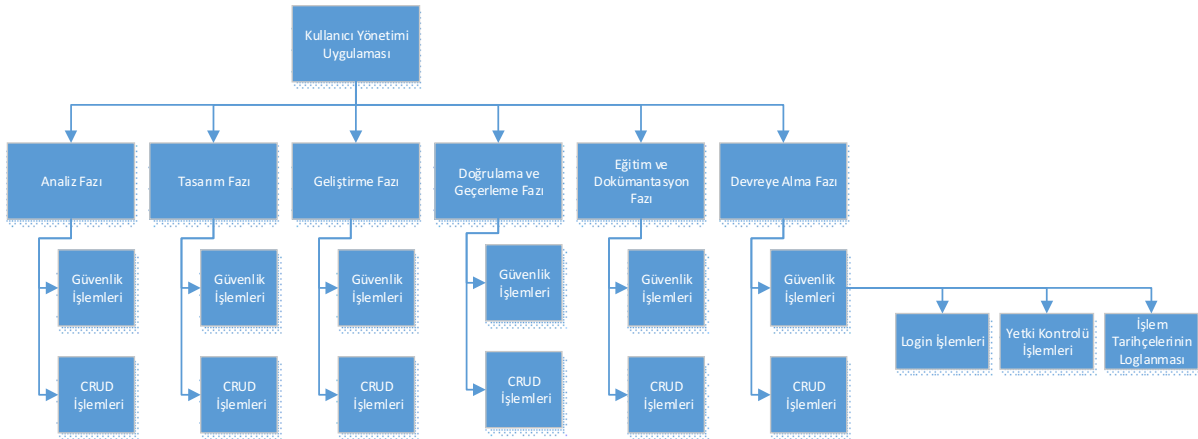 Kullanıcı Yönetimi
Uygulaması
Analiz Fazı
Tasarım Fazı
Geliştirme Fazı
Doğrulama ve
Geçerleme Fazı
Eğitim ve
Dokümantasyon
Fazı
Devreye Alma Fazı
Güvenlik
İşlemleri
Güvenlik
İşlemleri
Güvenlik
İşlemleri
Güvenlik
İşlemleri
Güvenlik
İşlemleri
Güvenlik
İşlemleri
Login İşlemleri
Yetki Kontrolü
İşlemleri
İşlem
Tarihçelerinin
Loglanması
CRUD
İşlemleri
CRUD
İşlemleri
CRUD
İşlemleri
CRUD
İşlemleri
CRUD
İşlemleri
CRUD
İşlemleri